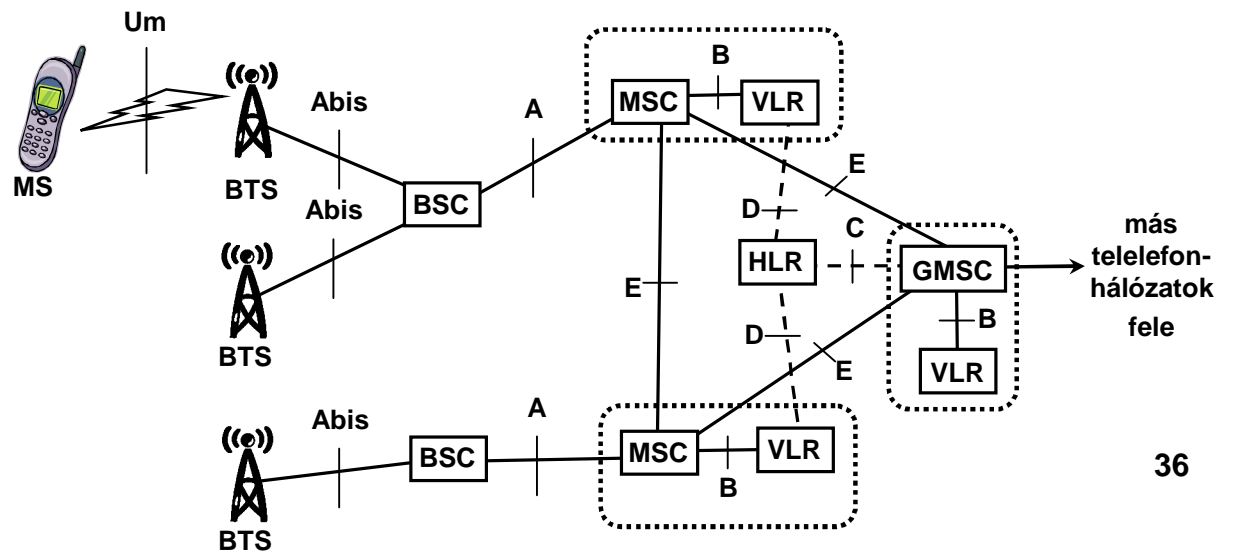 Um
MS
BTS
Abis
Abis
BTS
BSC
A
MSC
B
VLR
E
D
HLR
C
GMSC
más
telelefon-
hálózatok
fele
E
D
E
B
VLR
Abis
BTS
BSC
A
MSC
B
VLR
36